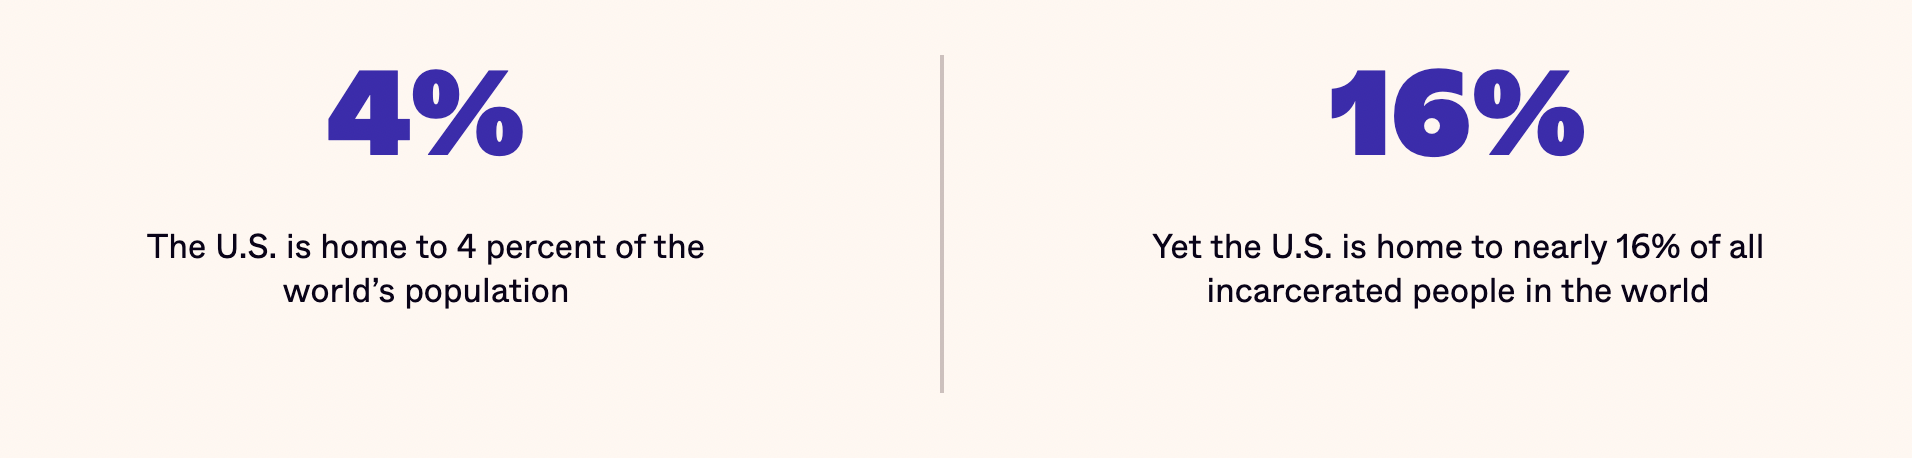 4%
The U.S. is home to 4 percent of the
world’s population
16%
Yet the U.S. is home to nearly 16% of all
incarcerated people in the world